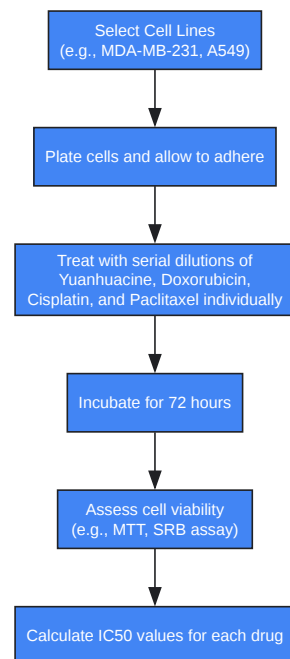 Select Cell Lines
(e.g., MDA-MB-231, A549)
Plate cells and allow to adhere
Treat with serial dilutions of
Yuanhuacine, Doxorubicin,
Cisplatin, and Paclitaxel individually
Incubate for 72 hours
Assess cell viability
(e.g., MTT, SRB assay)
Calculate IC50 values for each drug